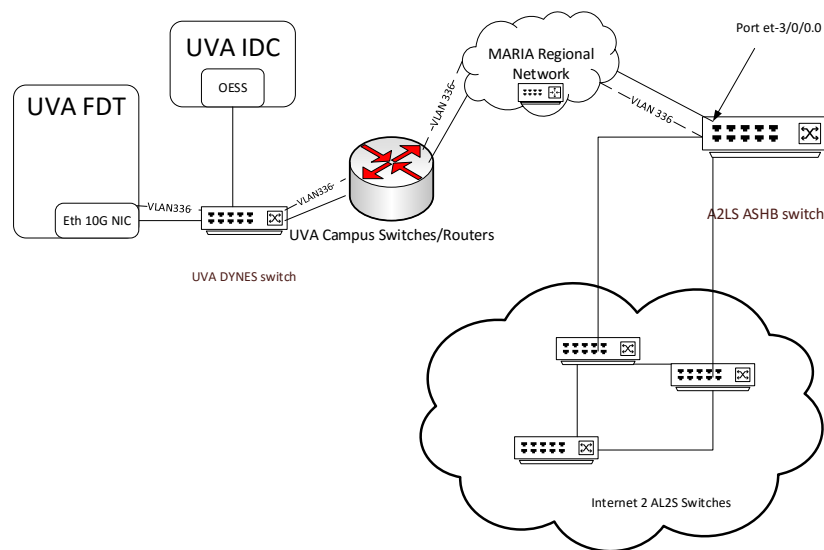 Port et-3/0/0.0
UVA IDC
OESS
MARIA Regional
Network
VLAN 336
VLAN 336
UVA FDT
VLAN336
VLAN336
Eth 10G NIC
UVA Campus Switches/Routers
A2LS ASHB switch
UVA DYNES switch
Internet 2 AL2S Switches